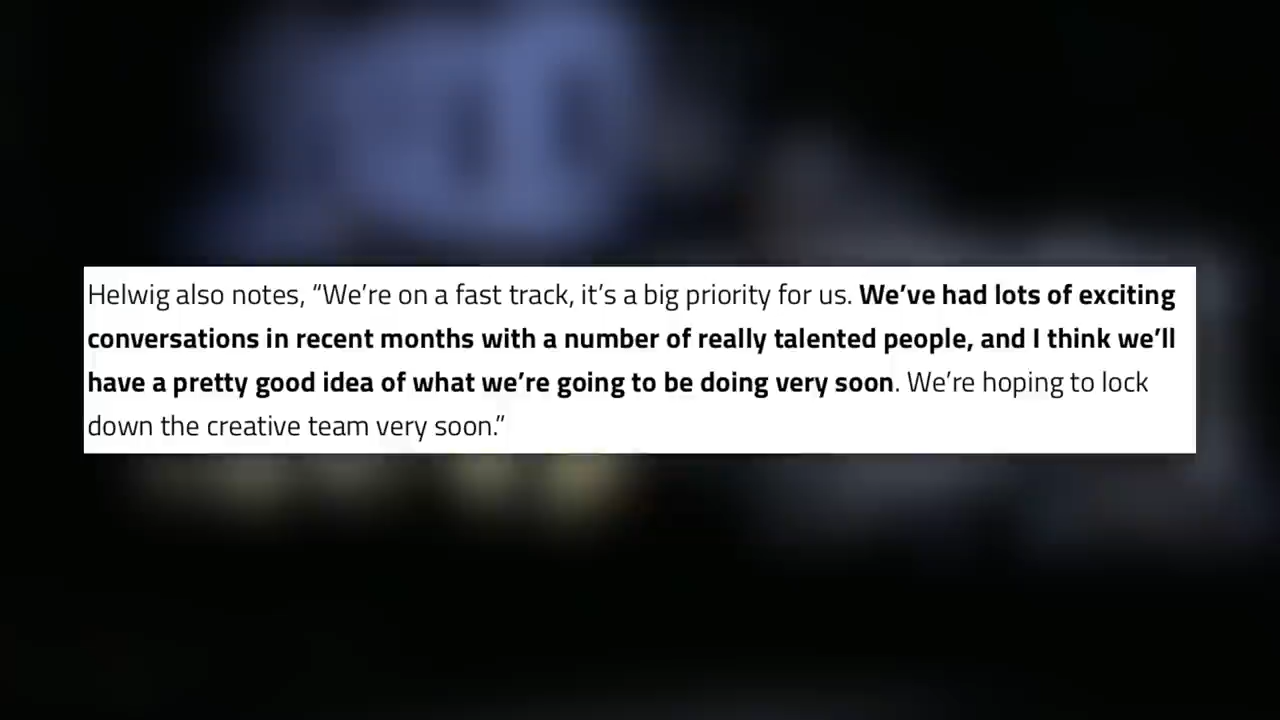 Helwig also notes, “We’re on a fast track, it’s a big priority for us. We’ve had lots of exciting
conversations in recent months with a number of really talented people, and I think we’ll
have a pretty good idea of what we’re going to be doing very soon. We’re hoping to lock
down the creative team very soon.”